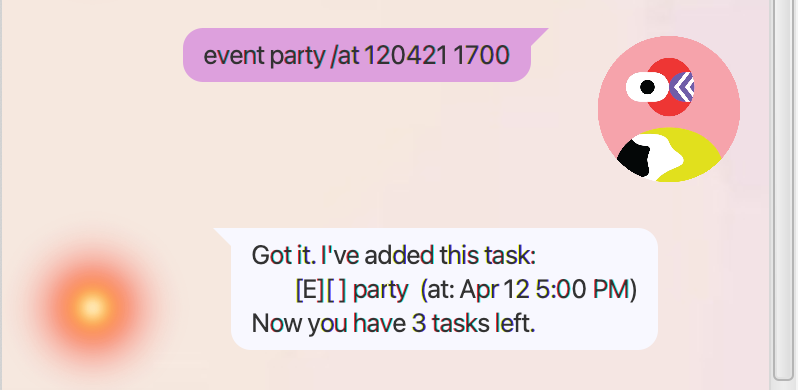 event party /at 120421 1700
Got it. I've added this task:
[E][ ] party  (at: Apr 12 5:00 PM)
Now you have 3 tasks left.